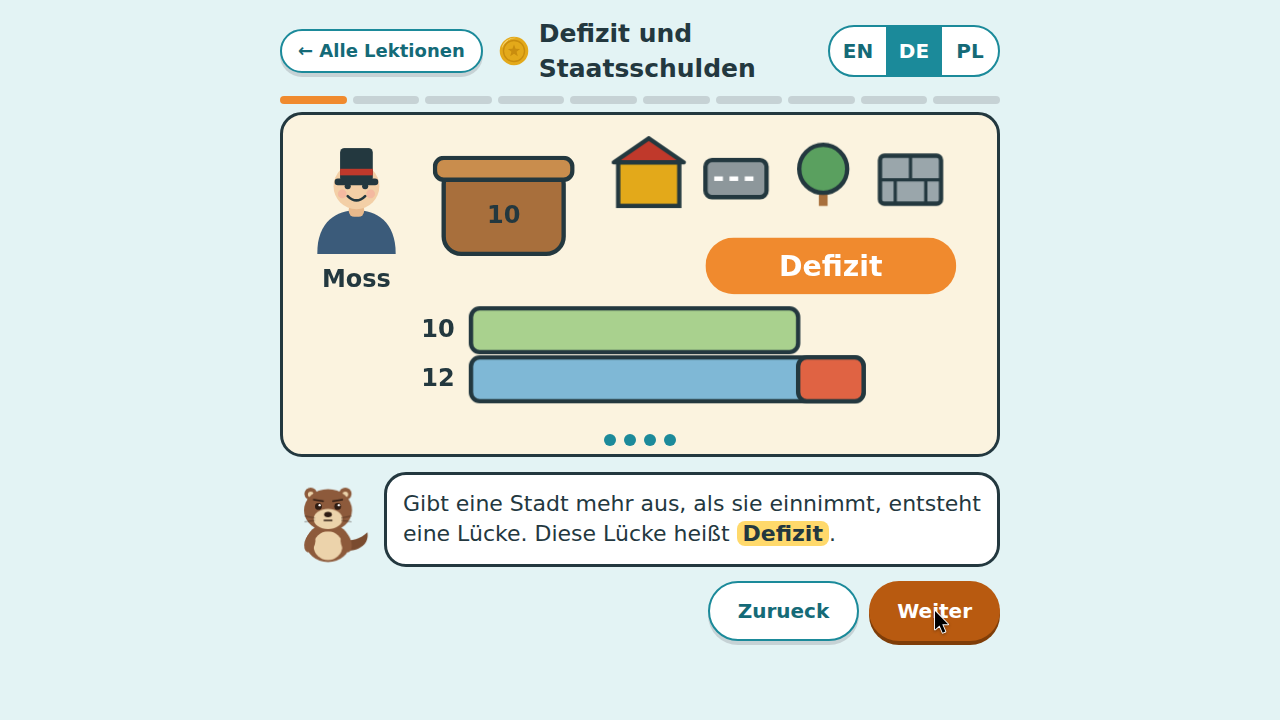 ← Alle Lektionen
Defizit und
Staatsschulden
EN DE PL
10
Moss
Defizit
10
12
Gibt eine Stadt mehr aus, als sie einnimmt, entsteht
eine Lücke. Diese Lücke heißt Defizit.
Zurueck
Weiter